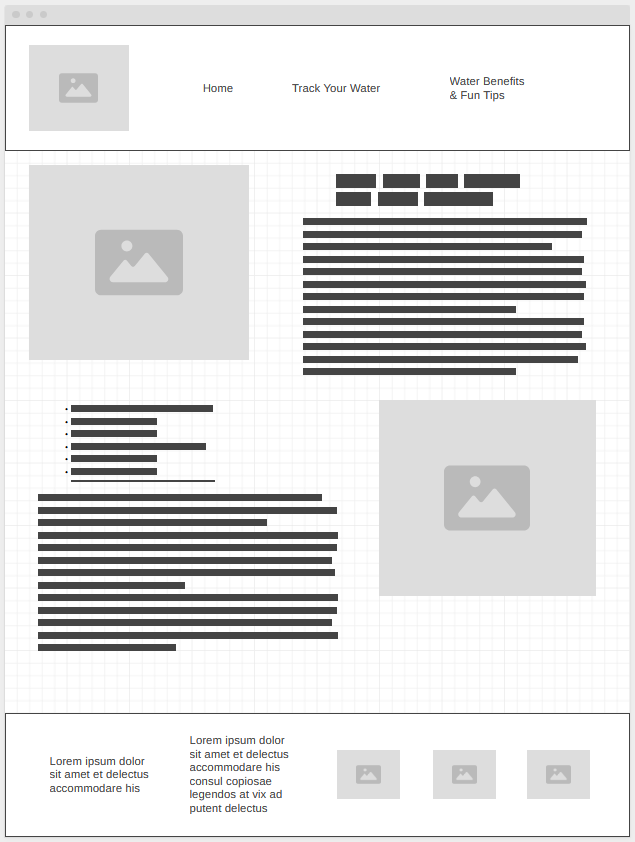 Home
Track Your Water
Water Benefits
& Fun Tips
Lorem ipsum dolor
sit amet et delectus
accommodare his
Lorem ipsum dolor
sit amet et delectus
accommodare his
consul copiosae
legendos at vix ad
putent delectus